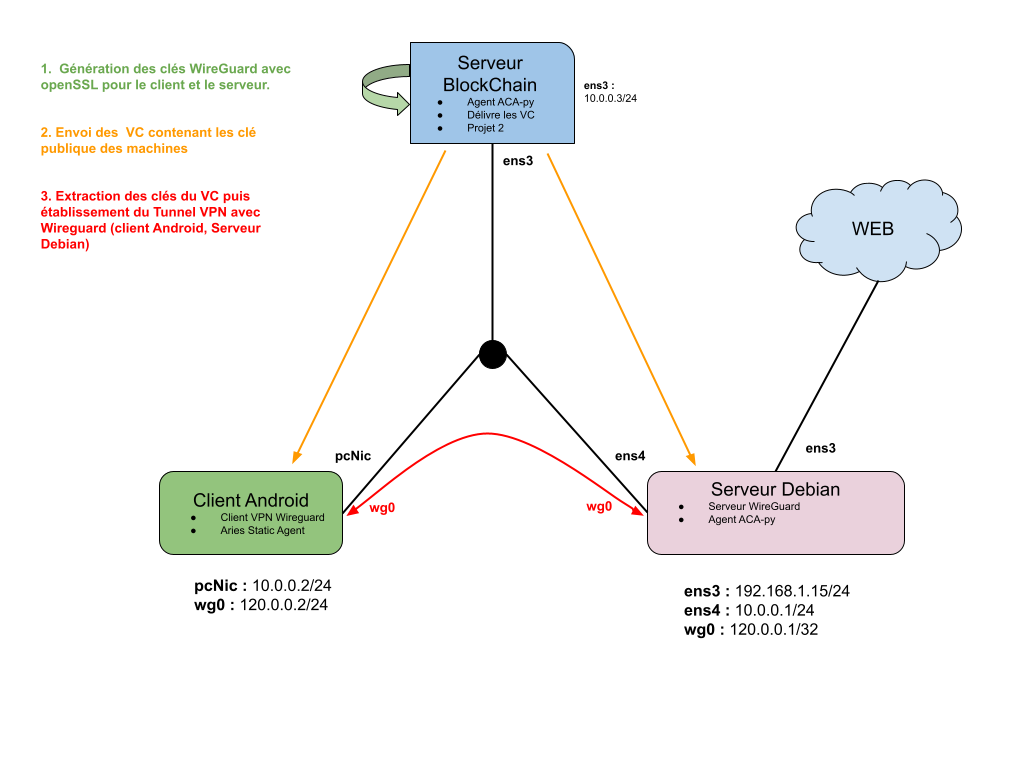 1.  Génération des clés WireGuard avec
openSSL pour le client et le serveur.
2. Envoi des  VC contenant les clé
publique des machines
3. Extraction des clés du VC puis
établissement du Tunnel VPN avec
Wireguard (client Android, Serveur
Debian)
Serveur
BlockChain
● Agent ACA-py
● Délivre les VC
● Projet 2
ens3 :
10.0.0.3/24
ens3
WEB
ens3
pcNic
ens4
wg0
wg0
Client Android
● Client VPN Wireguard
● Aries Static Agent
Serveur Debian
● Serveur WireGuard
● Agent ACA-py
pcNic : 10.0.0.2/24
wg0 : 120.0.0.2/24
ens3 : 192.168.1.15/24
ens4 : 10.0.0.1/24
wg0 : 120.0.0.1/32